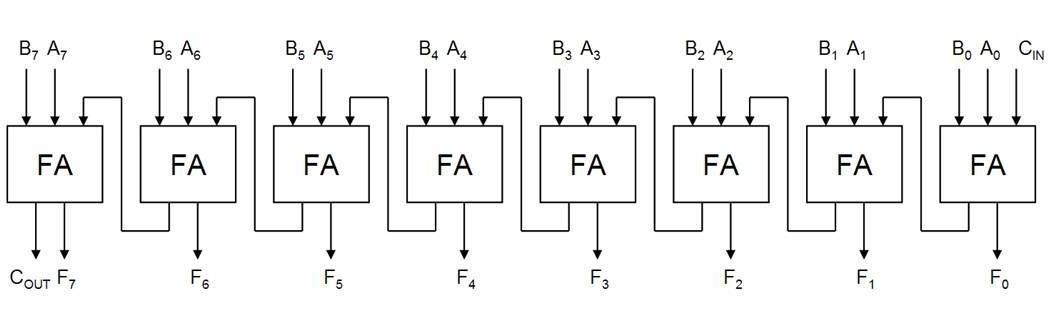 B7 A7 B6 A6 B5 A5 B4 A4 B3 A3 B2 A2 B1 A1 B0 A0 CIN
FA FA FA FA FA FA FA FA
COUT F7 F6 F5 F4 F3 F2 F1 F0